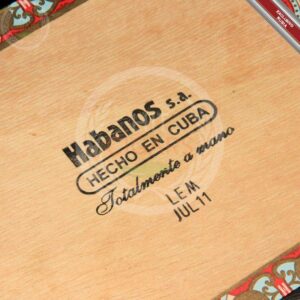 Habanos s.a.
HECHO EN CUBA
Totalmente a mano
LEM
JUL 11